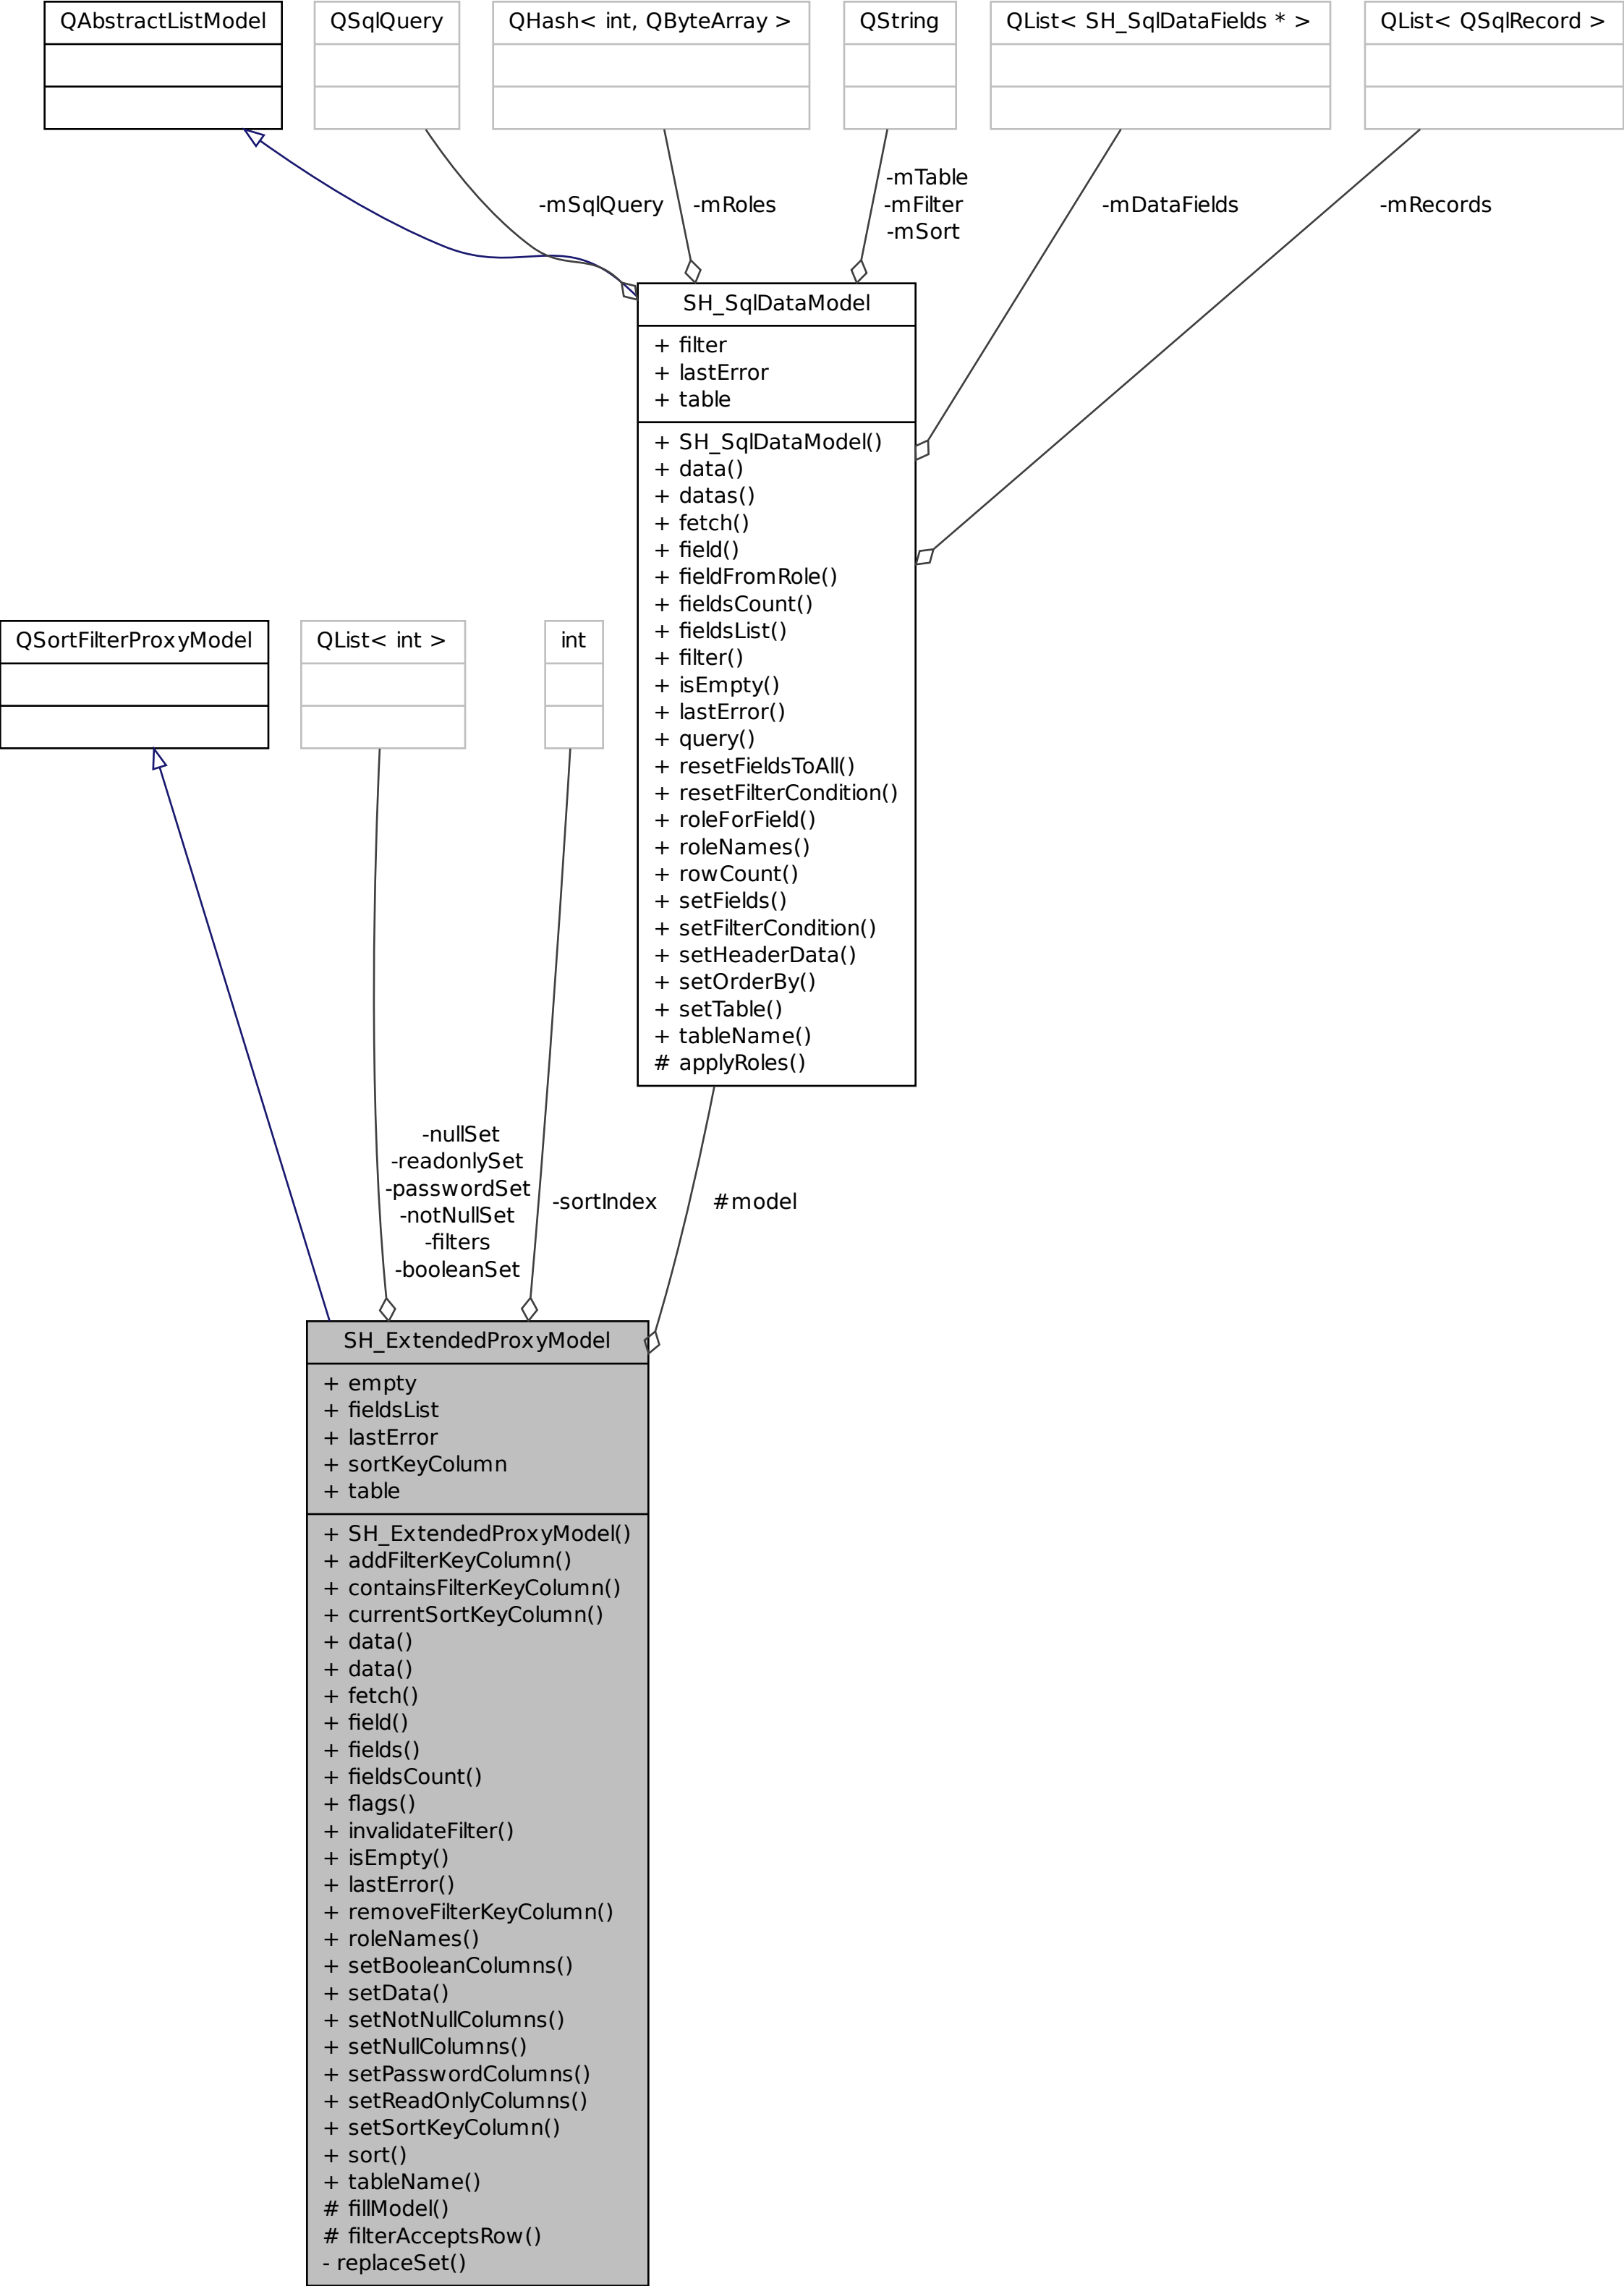 QAbstractListModel
QSqlQuery
QHash< int, QByteArray >
QString
QList< SH_SqlDataFields * >
QList< QSqlRecord >
-mSqlQuery
-mRoles
-mTable
-mFilter
-mSort
-mDataFields
-mRecords
SH_SqlDataModel
+ filter
+ lastError
+ table
+ SH_SqlDataModel()
+ data()
+ datas()
+ fetch()
+ field()
+ fieldFromRole()
+ fieldsCount()
+ fieldsList()
+ filter()
+ isEmpty()
+ lastError()
+ query()
+ resetFieldsToAll()
+ resetFilterCondition()
+ roleForField()
+ roleNames()
+ rowCount()
+ setFields()
+ setFilterCondition()
+ setHeaderData()
+ setOrderBy()
+ setTable()
+ tableName()
# applyRoles()
QSortFilterProxyModel
QList< int >
int
-nullSet
-readonlySet
-passwordSet
-notNullSet
-filters
-booleanSet
-sortIndex
#model
SH_ExtendedProxyModel
+ empty
+ fieldsList
+ lastError
+ sortKeyColumn
+ table
+ SH_ExtendedProxyModel()
+ addFilterKeyColumn()
+ containsFilterKeyColumn()
+ currentSortKeyColumn()
+ data()
+ data()
+ fetch()
+ field()
+ fields()
+ fieldsCount()
+ flags()
+ invalidateFilter()
+ isEmpty()
+ lastError()
+ removeFilterKeyColumn()
+ roleNames()
+ setBooleanColumns()
+ setData()
+ setNotNullColumns()
+ setNullColumns()
+ setPasswordColumns()
+ setReadOnlyColumns()
+ setSortKeyColumn()
+ sort()
+ tableName()
# fillModel()
# filterAcceptsRow()
- replaceSet()